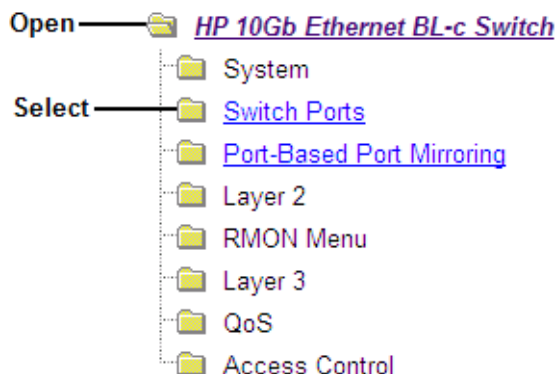 Open HP 10Gb Ethernet BL-c Switch
System
Select Switch Ports
Port-Based Port Mirroring
Layer 2
RMON Menu
Layer 3
QoS
Access Control